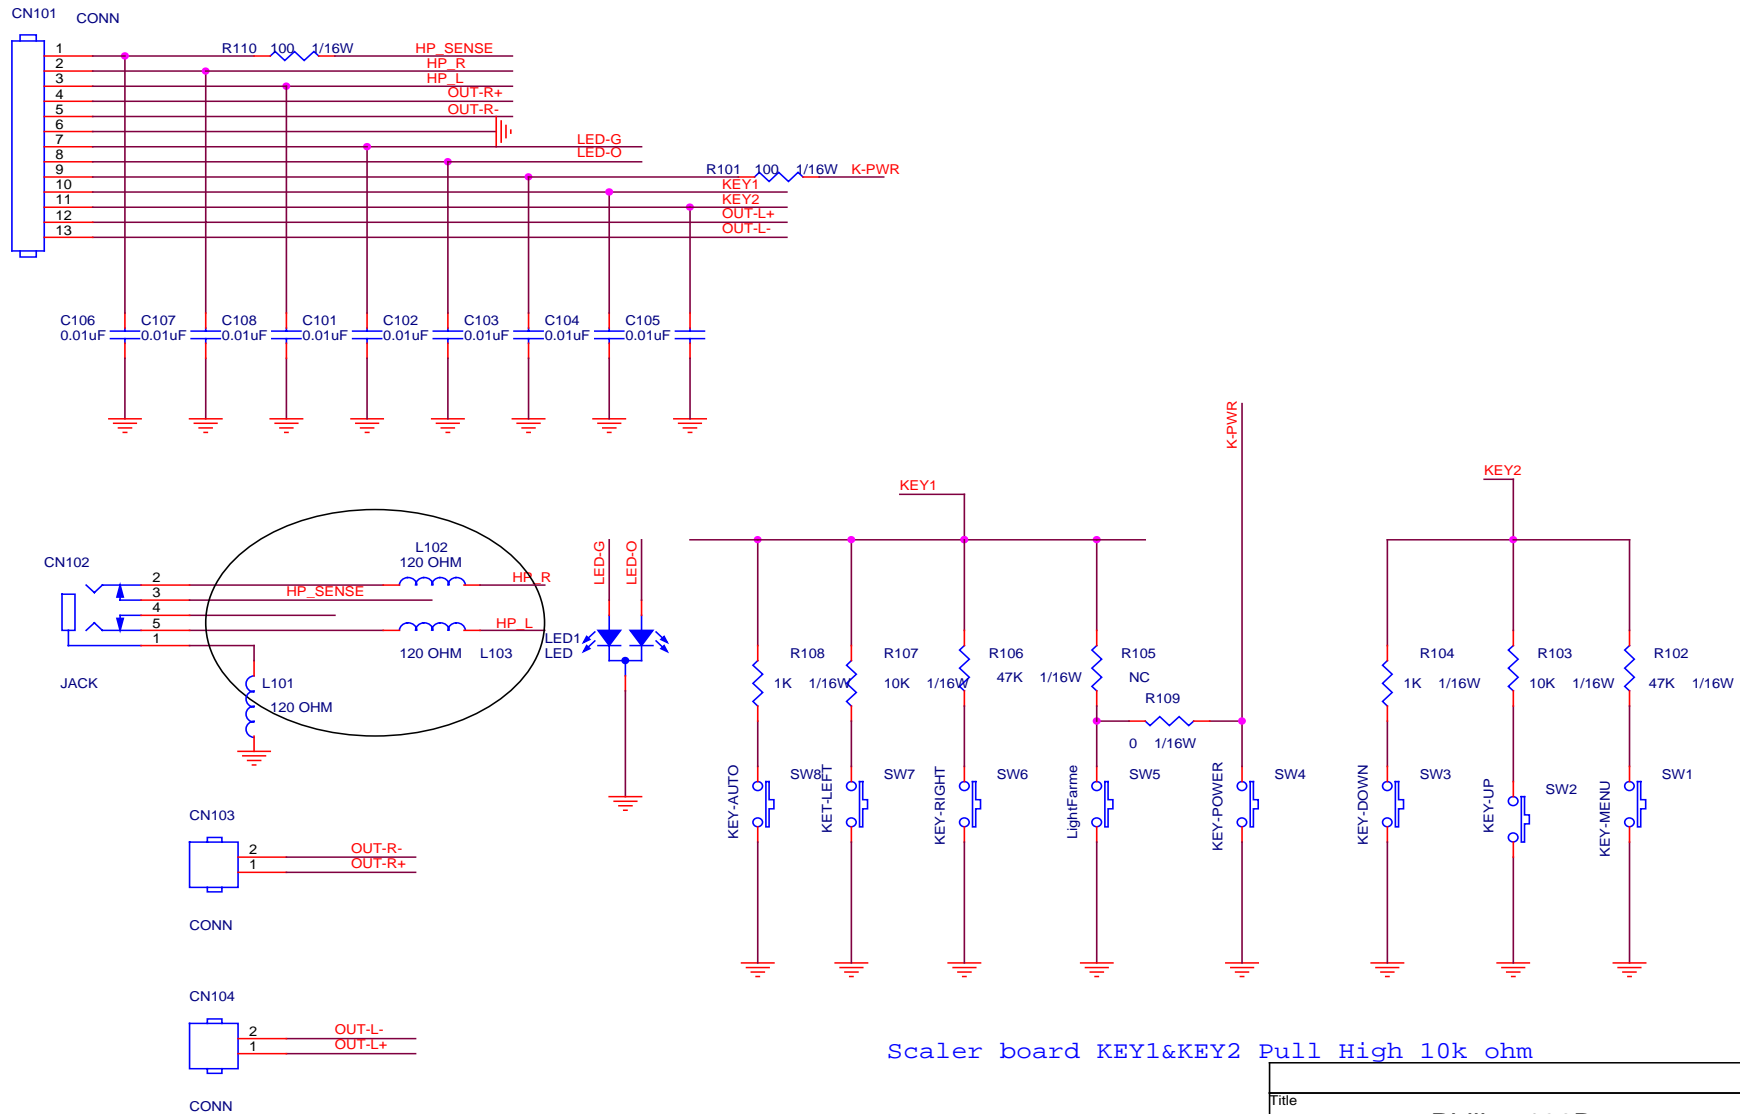 CN101 CONN
1 R110 100 1/16W HP_SENSE
2 HP_R
3 HP_L
4 OUT-R+
5 OUT-R-
6
7 LED-G
8 LED-O
9 R101 100 1/16W K-PWR
10 KEY1
11 KEY2
12 OUT-L+
13 OUT-L-
C106 C107 C108 C101 C102 C103 C104 C105
0.01uF 0.01uF 0.01uF 0.01uF 0.01uF 0.01uF 0.01uF 0.01uF
K-PWR
KEY1
KEY2
CN102
L102
120 OHM
2 HP_R
3 HP_SENSE
4
5 HP_L
1
120 OHM L103
JACK
L101
120 OHM
LED-G
LED-O
LED1
LED
R108
1K 1/16W
R107
10K 1/16W
R106
47K 1/16W
R105
NC
R109
0 1/16W
R104
1K 1/16W
R103
10K 1/16W
R102
47K 1/16W
KEY-AUTO
SW8
KET-LEFT
SW7
KEY-RIGHT
SW6
LightFarme
SW5
KEY-POWER
SW4
KEY-DOWN
SW3
KEY-UP
SW2
KEY-MENU
SW1
CN103
2 OUT-R-
1 OUT-R+
CONN
CN104
2 OUT-L-
1 OUT-L+
CONN
Scaler board KEY1&KEY2 Pull High 10k ohm
Title